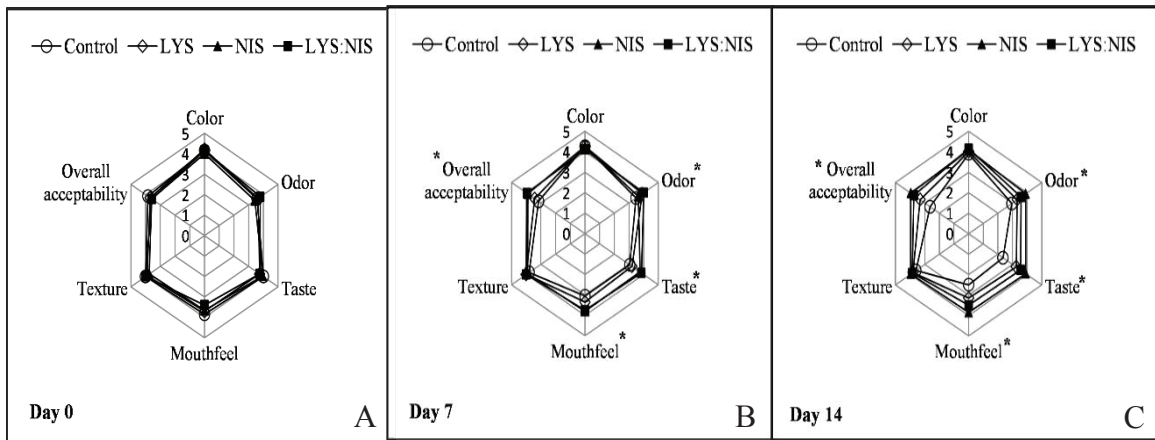 Control LYS NIS LYS:NIS
Color
5
4
3
2
1
0
Overall
acceptability
Odor
Texture
Taste
Mouthfeel
Day 0
A
Control LYS NIS LYS:NIS
Color
5
4
3
2
1
0
* Overall
acceptability
Odor*
Texture
Taste*
Mouthfeel*
Day 7
B
Control LYS NIS LYS:NIS
Color
5
4
3
2
1
0
* Overall
acceptability
Odor*
Texture
Taste*
Mouthfeel*
Day 14
C